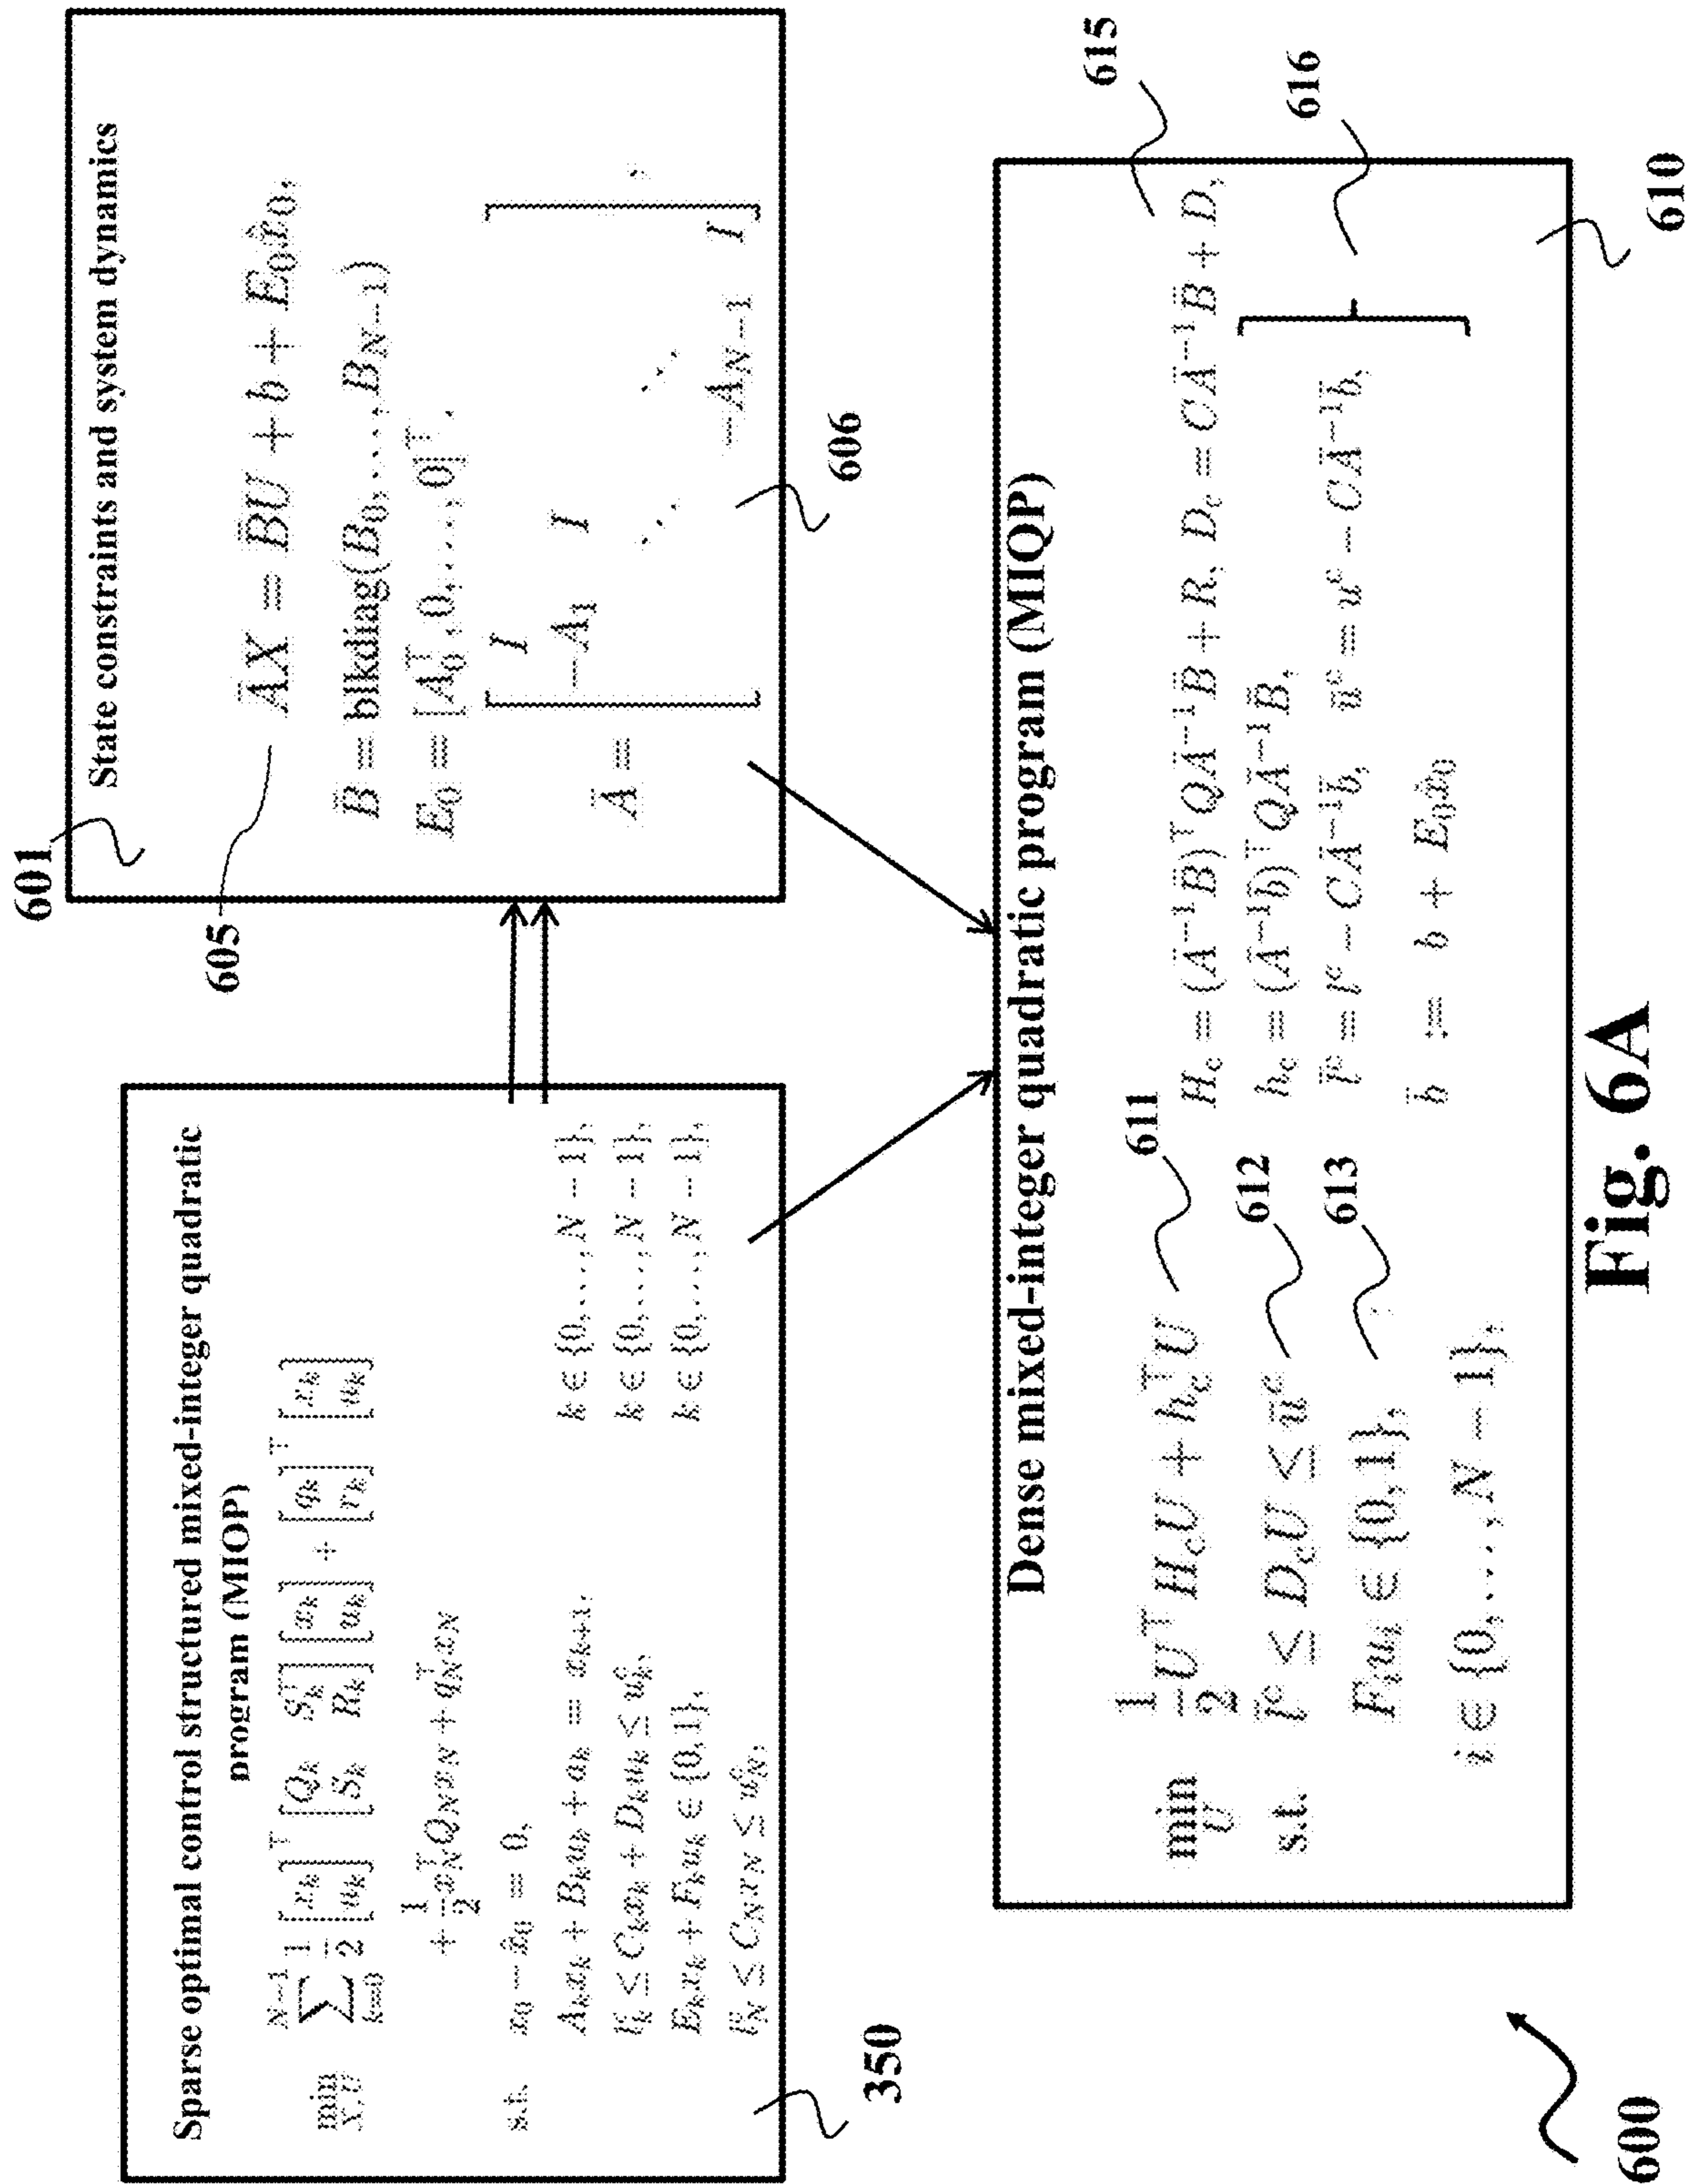 Sparse optimal control structured mixed-integer quadratic
program (MIOP)
min X,U ∑_{k=0}^{N−1} 1/2 [x_k u_k]^⊤ [Q_k S_k^⊤ S_k R_k] [x_k u_k] + [q_k r_k]^⊤ [x_k u_k]
+ 1/2 x_N^⊤ Q_N x_N + q_N^⊤ x_N
s.t. x_0 − x̂_0 = 0,
A_k x_k + B_k u_k + a_k = x_{k+1}, k ∈ {0,...,N − 1},
l_k^c ≤ C_k x_k + D_k u_k ≤ u_k^c, k ∈ {0,...,N − 1},
E_k x_k + F_k u_k ∈ {0,1}, k ∈ {0,...,N − 1},
l_N^c ≤ C_N x_N ≤ u_N^c,
350
601
State constraints and system dynamics
605
ĀX = B̄U + b + E_0 x̂_0,
B̄ = blkdiag(B_0,...,B_{N−1})
E_0 = [A_0^⊤,0,...,0]^⊤.
Ā = [I −A_1 I ⋱ ⋱ −A_{N−1} I],
606
Dense mixed-integer quadratic program (MIQP)
min U 1/2 U^⊤ H_c U + h_c^⊤ U
611
s.t. l̄^c ≤ D_c U ≤ ū^c
612
F_i u_i ∈ {0,1},
613
i ∈ {0,...,N − 1},
H_c = (Ā^{−1}B̄)^⊤QĀ^{−1}B̄ + R, D_c = CĀ^{−1}B̄ + D,
h_c = (Ā^{−1}b̄)^⊤QĀ^{−1}B̄,
l̄^c = l^c − CĀ^{−1}b̄, ū^c = u^c − CĀ^{−1}b̄,
b̄ := b + E_0 x̂_0
615
616
610
600
Fig. 6A